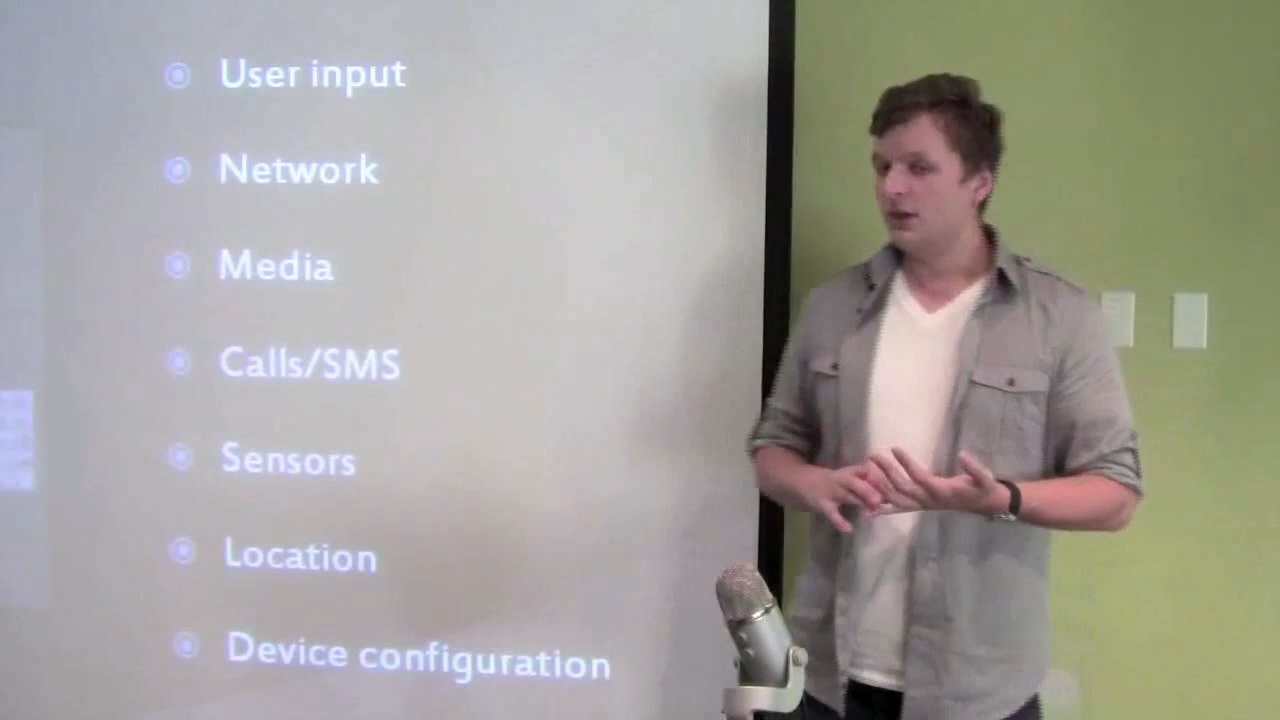 User input
Network
Media
Calls/SMS
Sensors
Location
Device configuration